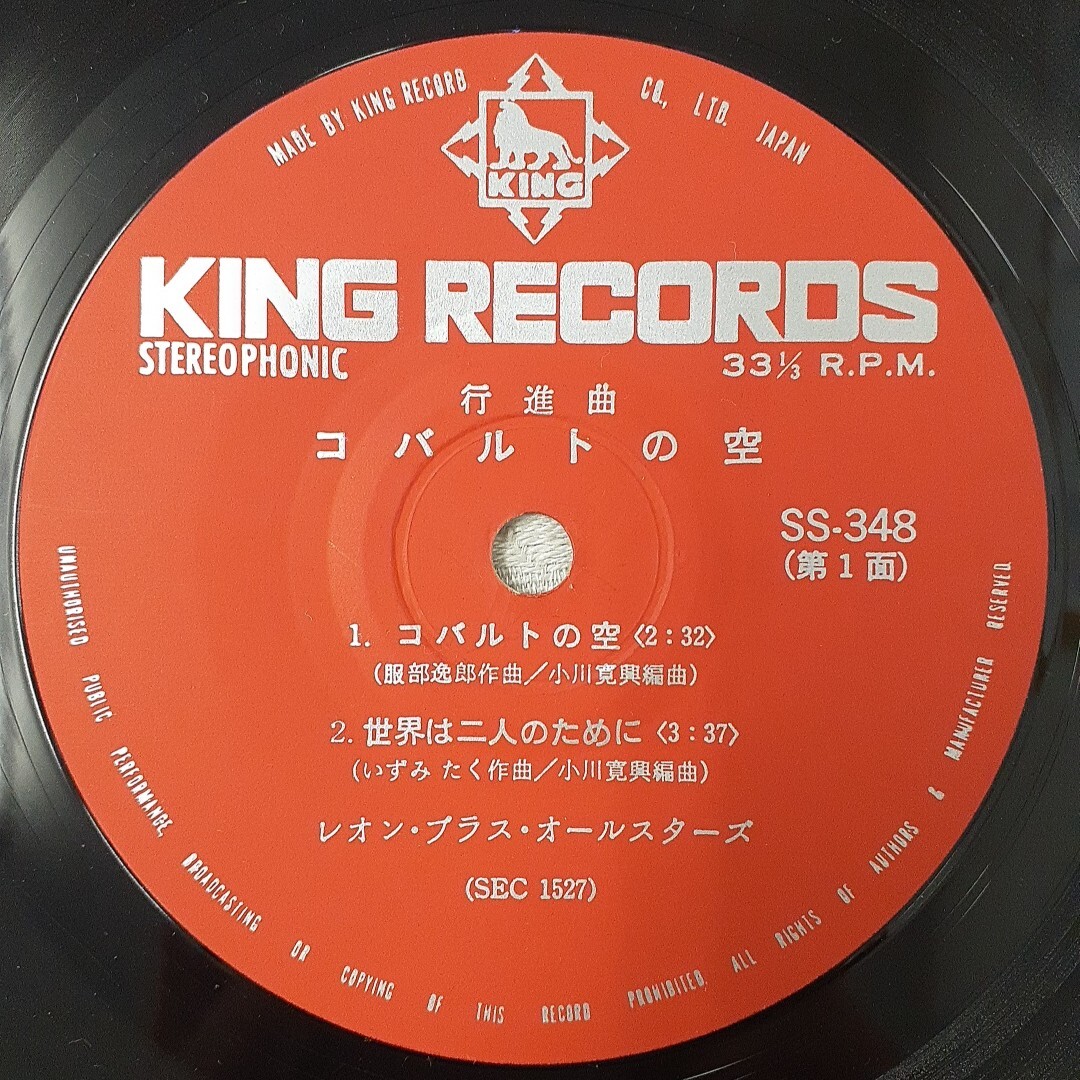 MADE BY KING RECORD CO., LTD. JAPAN
KING
KING RECORDS
STEREOPHONIC
33 1/3 R.P.M.
行進曲
コバルトの空
SS-348
(第1面)
1. コバルトの空〈2:32〉
(服部逸郎作曲/小川寛興編曲)
2. 世界は二人のために〈3:37〉
(いずみ たく作曲/小川寛興編曲)
レオン・ブラス・オールスターズ
(SEC 1527)
UNAUTHORISED PUBLIC PERFORMANCE, BROADCASTING OR COPYING OF THIS RECORD PROHIBITED. ALL RIGHTS OF AUTHORS & MANUFACTURER RESERVED.